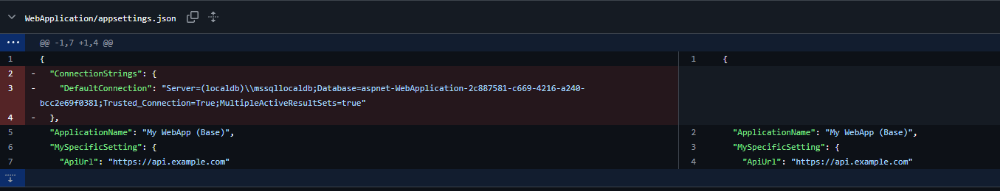 WebApplication/appsettings.json
@@ -1,7 +1,4 @@
1 {
2 - "ConnectionStrings": {
3 - "DefaultConnection": "Server=(localdb)\\mssqllocaldb;Database=aspnet-WebApplication-2c887581-c669-4216-a240-
bcc2e69f0381;Trusted_Connection=True;MultipleActiveResultSets=true"
4 - },
5 "ApplicationName": "My WebApp (Base)",
6 "MySpecificSetting": {
7 "ApiUrl": "https://api.example.com"
1 {
2 "ApplicationName": "My WebApp (Base)",
3 "MySpecificSetting": {
4 "ApiUrl": "https://api.example.com"